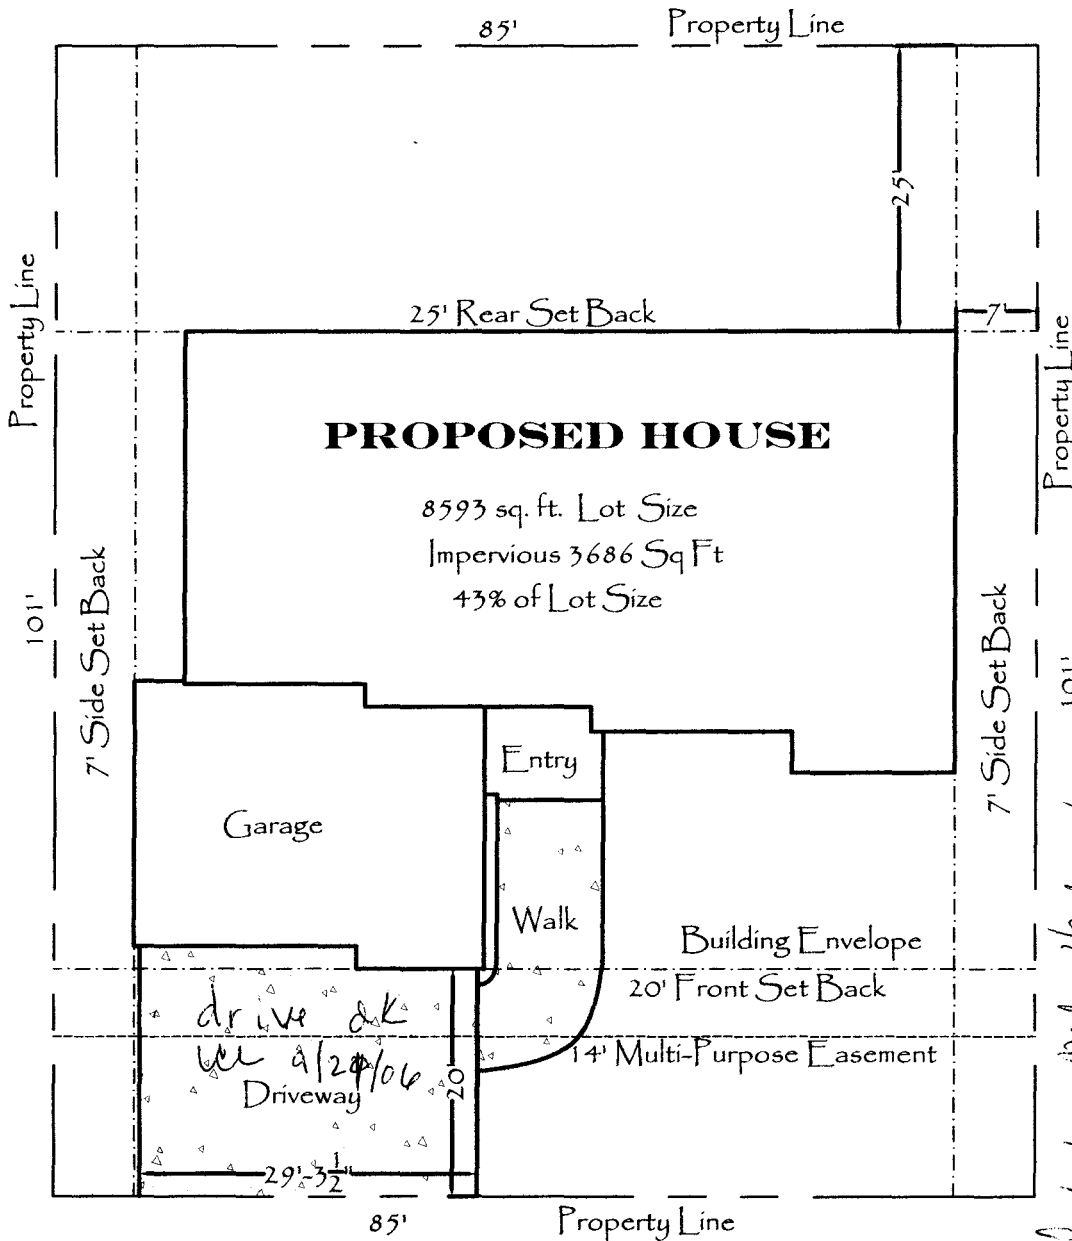 85'
Property Line
25'
Property Line
25' Rear Set Back
7'
Property Line
PROPOSED HOUSE
8593 sq. ft. Lot Size
Impervious 3686 Sq Ft
43% of Lot Size
101'
7' Side Set Back
7' Side Set Back
101'
Entry
Garage
Walk
Building Envelope
20' Front Set Back
drive ok
14' Multi-Purpose Easement
Driveway
20'
29'-3 1/2"
85'
Property Line